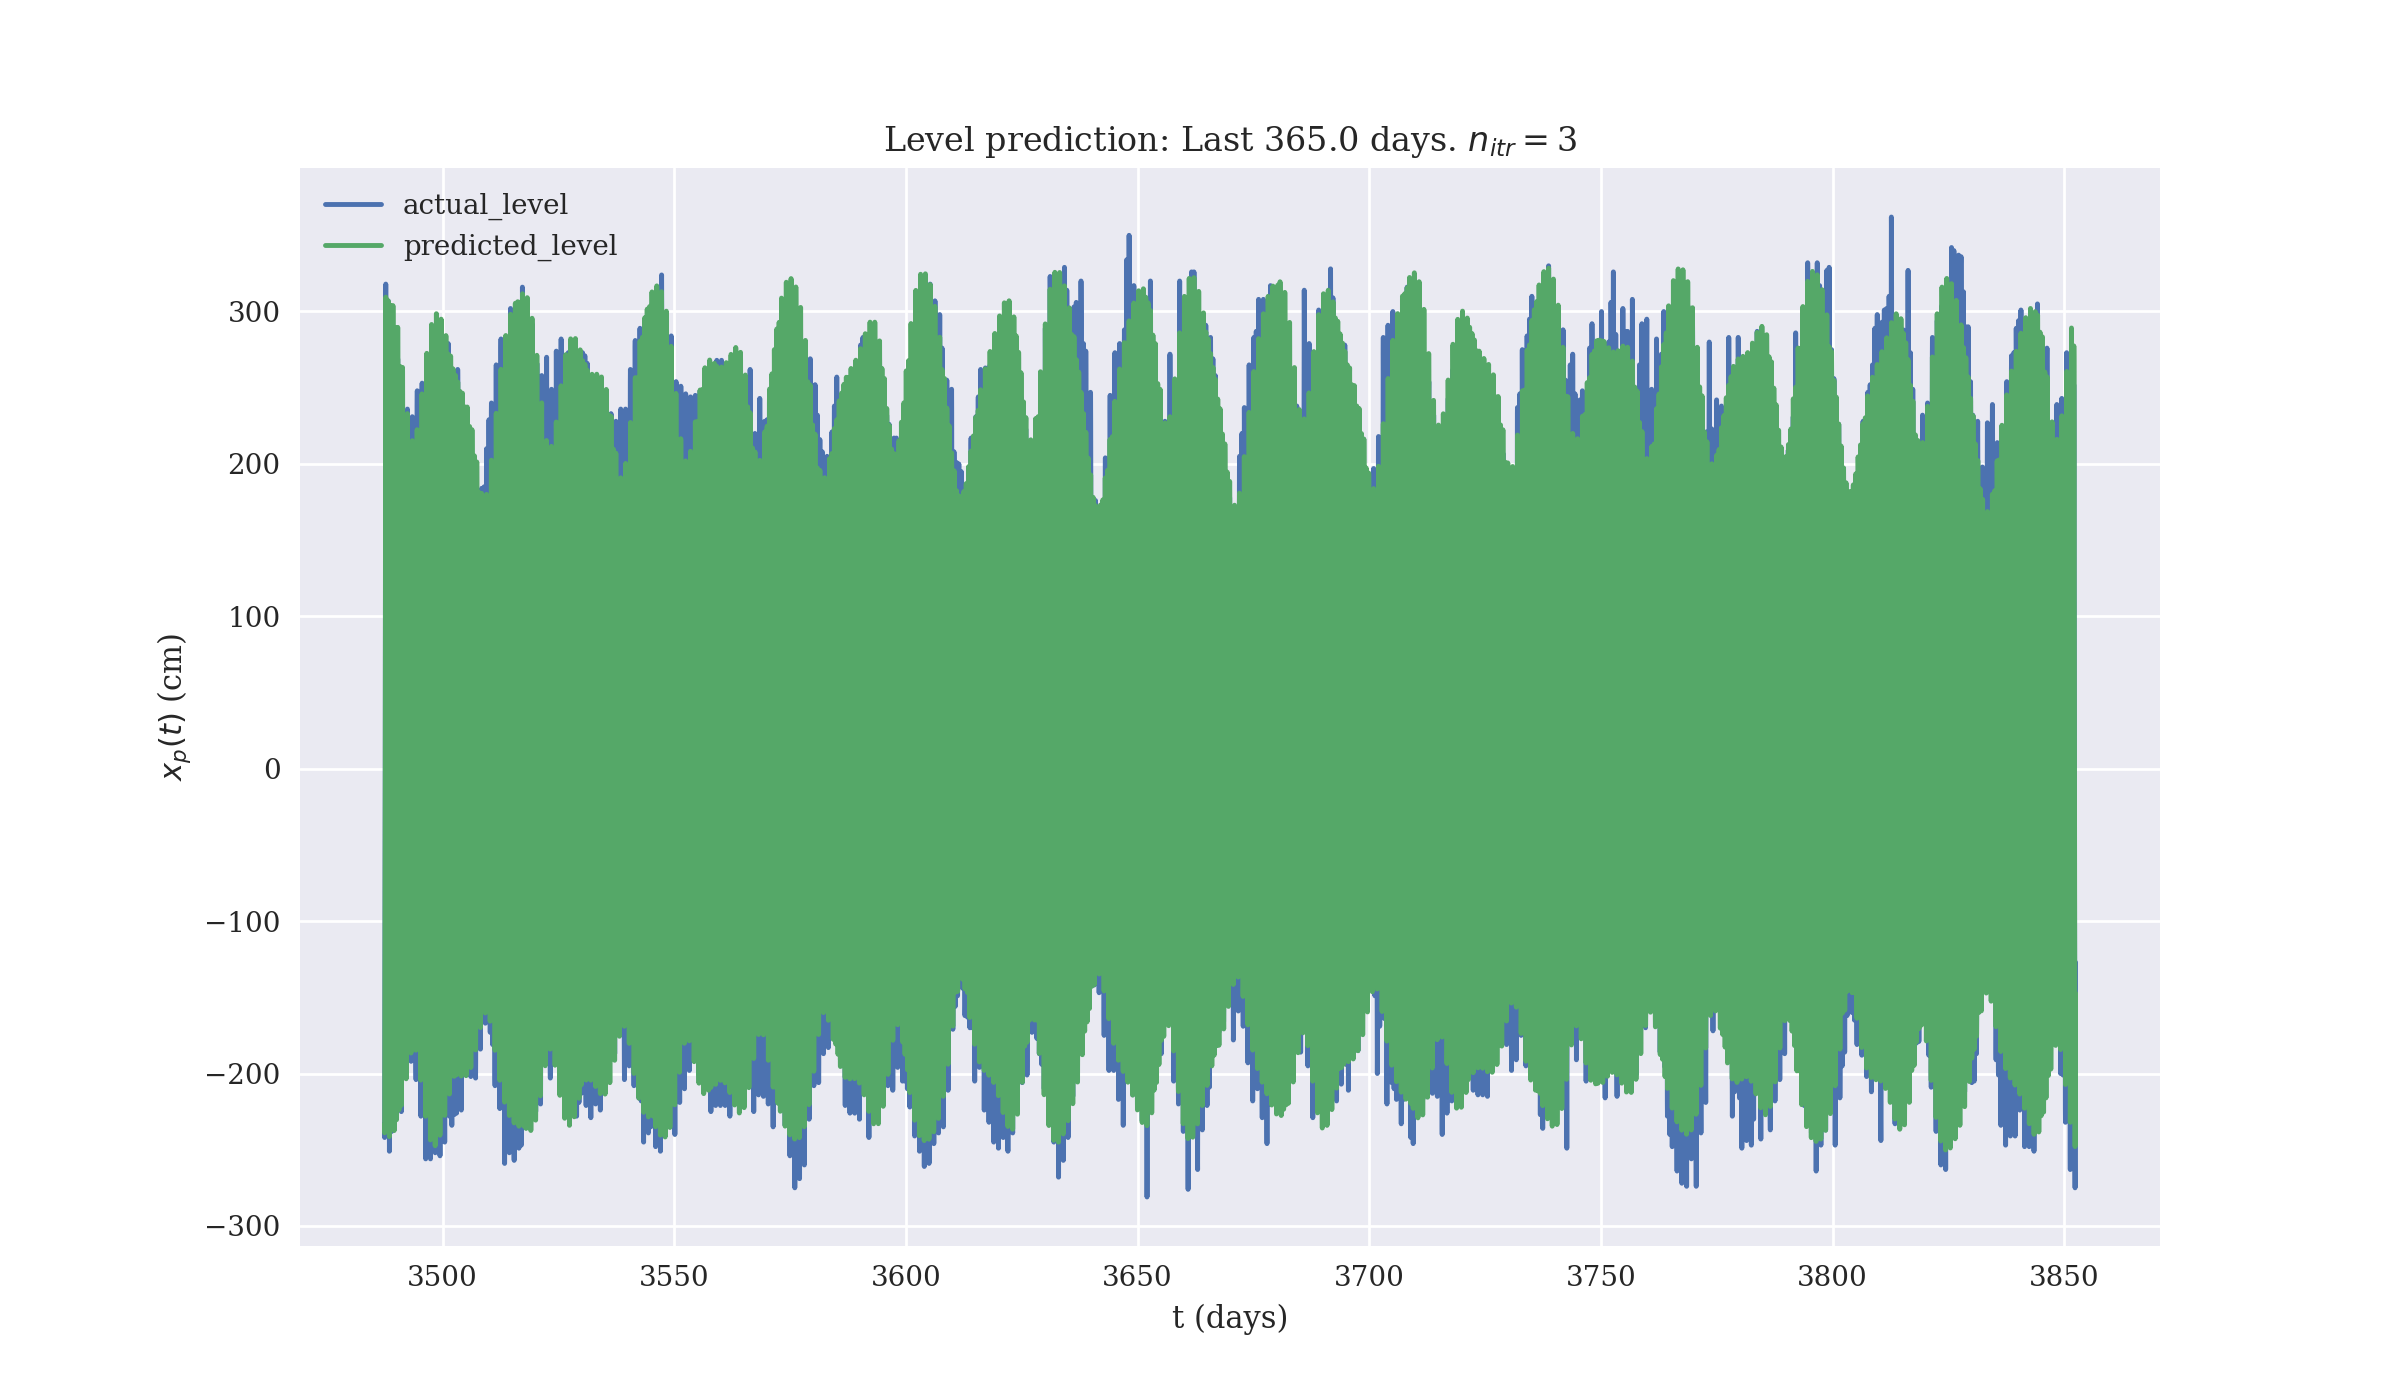 Level prediction: Last 365.0 days. n_{itr} = 3
actual_level
predicted_level
300
200
100
0
−100
−200
−300
x_p(t) (cm)
3500 3550 3600 3650 3700 3750 3800 3850
t (days)